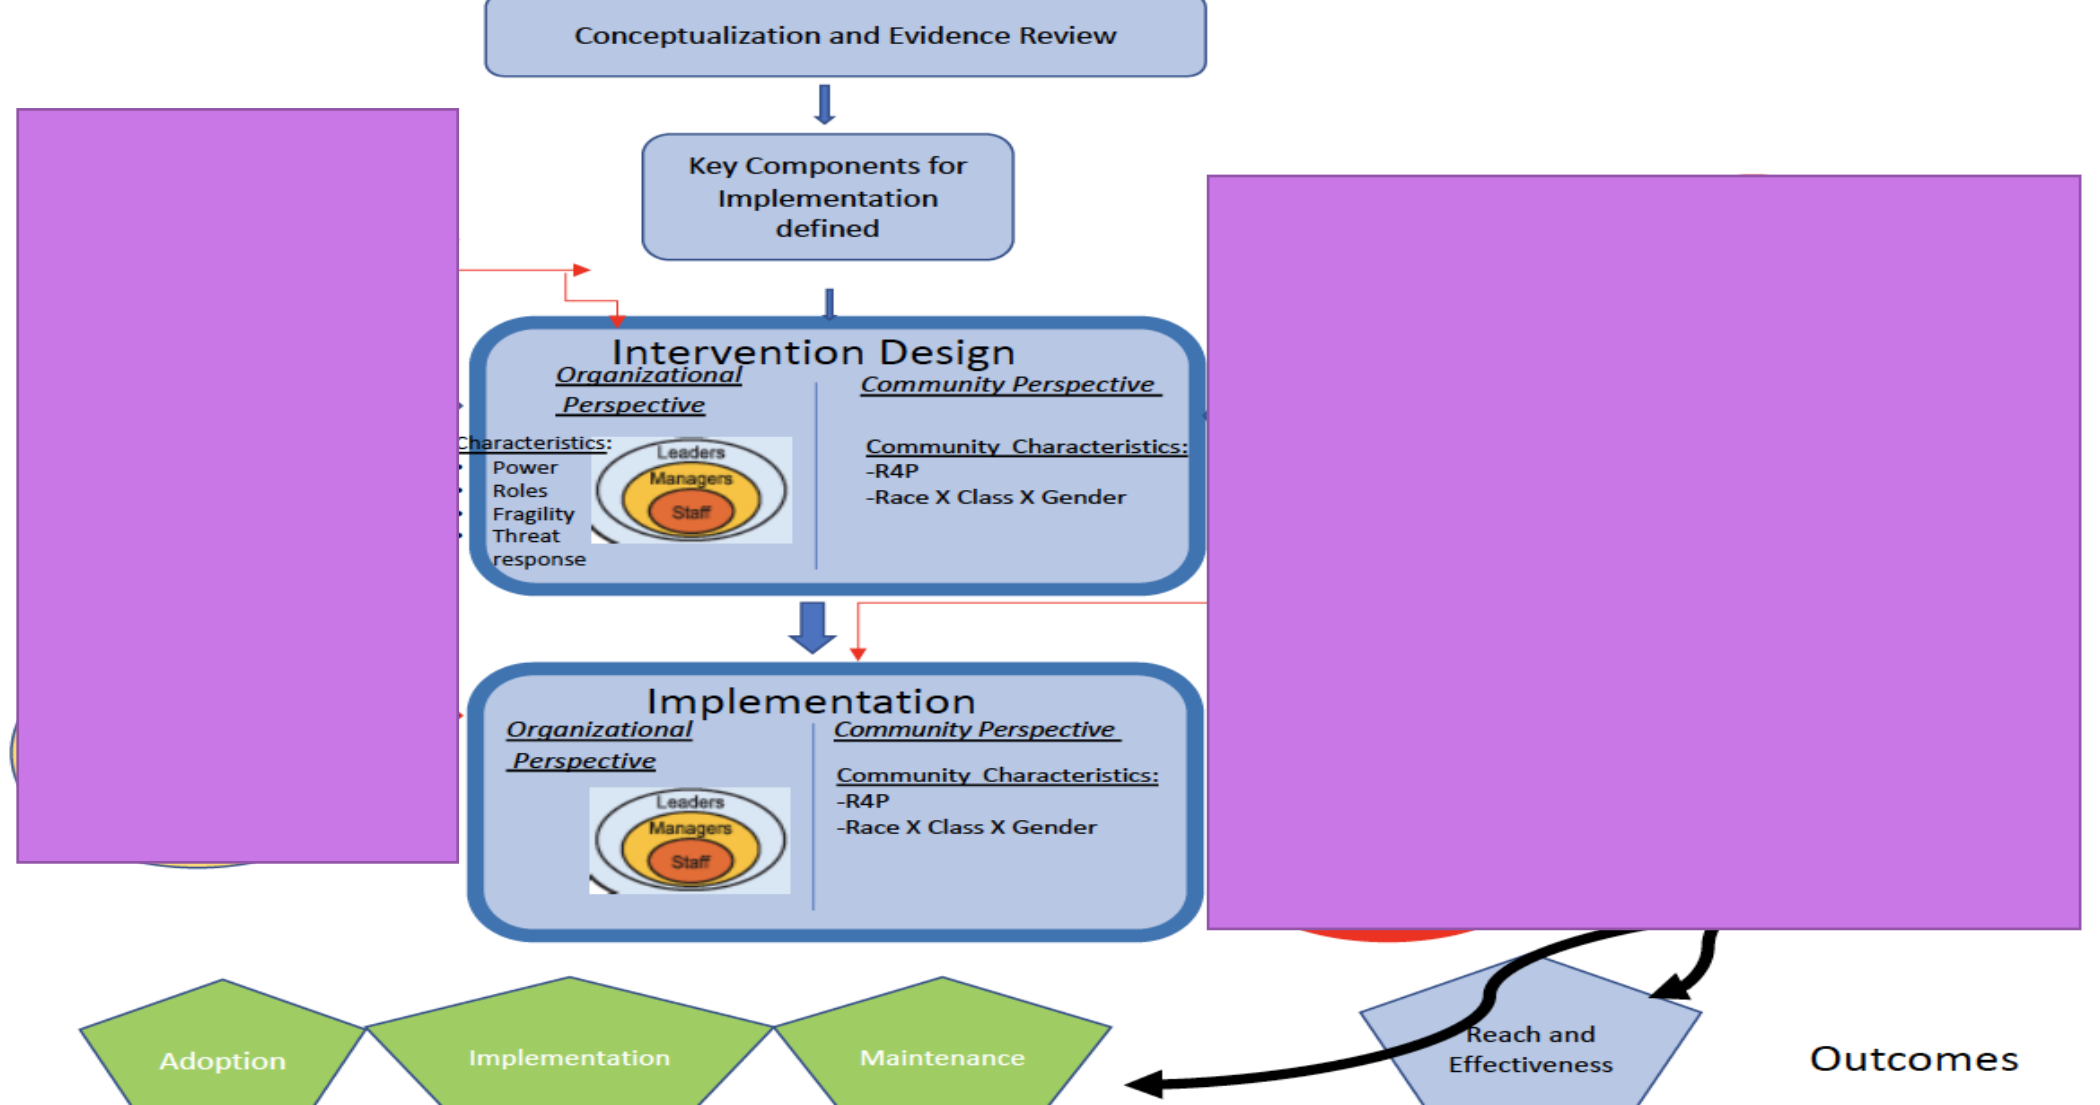 Conceptualization and Evidence Review
Key Components for
Implementation
defined
Intervention Design
Organizational
Perspective
Characteristics:
Power
Roles
Fragility
Threat
response
Leaders
Managers
Staff
Community Perspective
Community Characteristics:
-R4P
-Race X Class X Gender
Implementation
Organizational
Perspective
Leaders
Managers
Staff
Community Perspective
Community Characteristics:
-R4P
-Race X Class X Gender
Adoption
Implementation
Maintenance
Reach and
Effectiveness
Outcomes